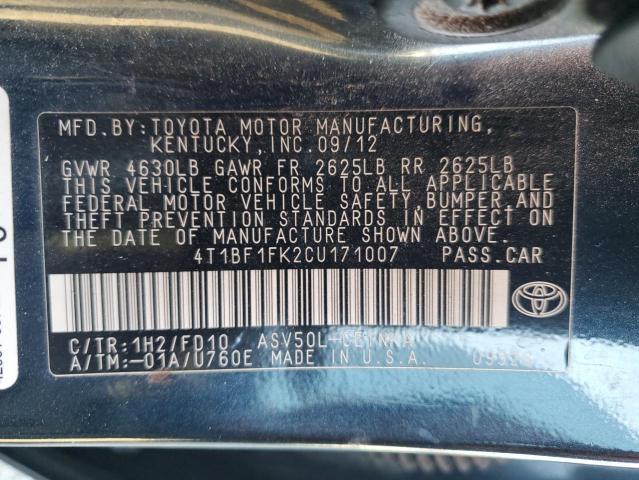 MFD.BY:TOYOTA MOTOR MANUFACTURING,
KENTUCKY,INC.09/12
GVWR 4630LB GAWR FR 2625LB RR 2625LB
THIS VEHICLE CONFORMS TO ALL APPLICABLE
FEDERAL MOTOR VEHICLE SAFETY,BUMPER,AND
THEFT PREVENTION STANDARDS IN EFFECT ON
THE DATE OF MANUFACTURE SHOWN ABOVE.
4T1BF1FK2CU171007 PASS.CAR
C/TR:1H2/FD10 ASV50L-CETNKA
A/TM:-01A/U760E MADE IN U.S.A.